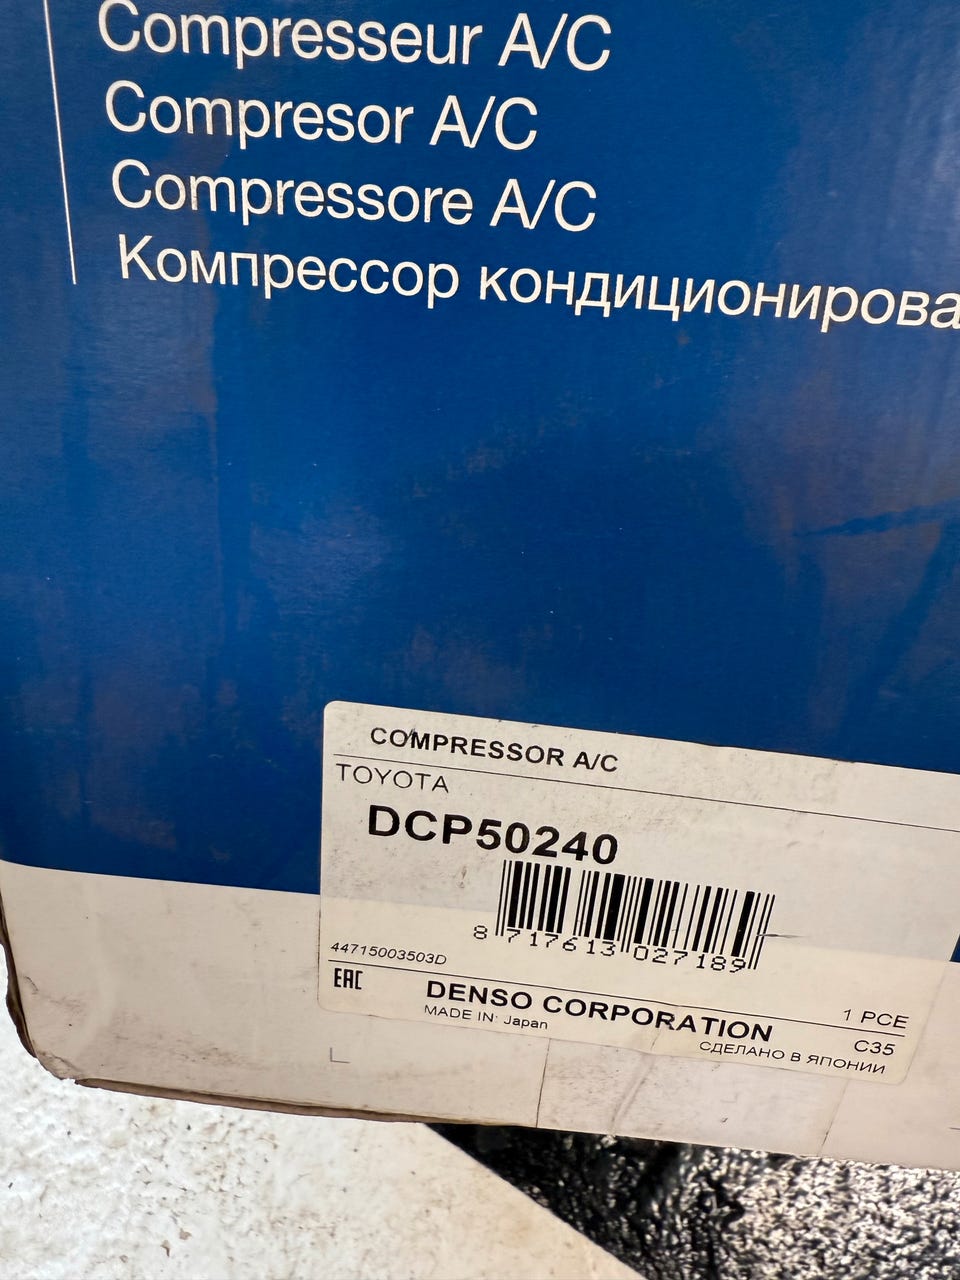 Compresseur A/C
Compresor A/C
Compressore A/C
Компрессор кондиционирова
COMPRESSOR A/C
TOYOTA
DCP50240
8 717613 027189
44715003503D
EAC
DENSO CORPORATION
1 PCE
MADE IN: Japan
C35
СДЕЛАНО В ЯПОНИИ